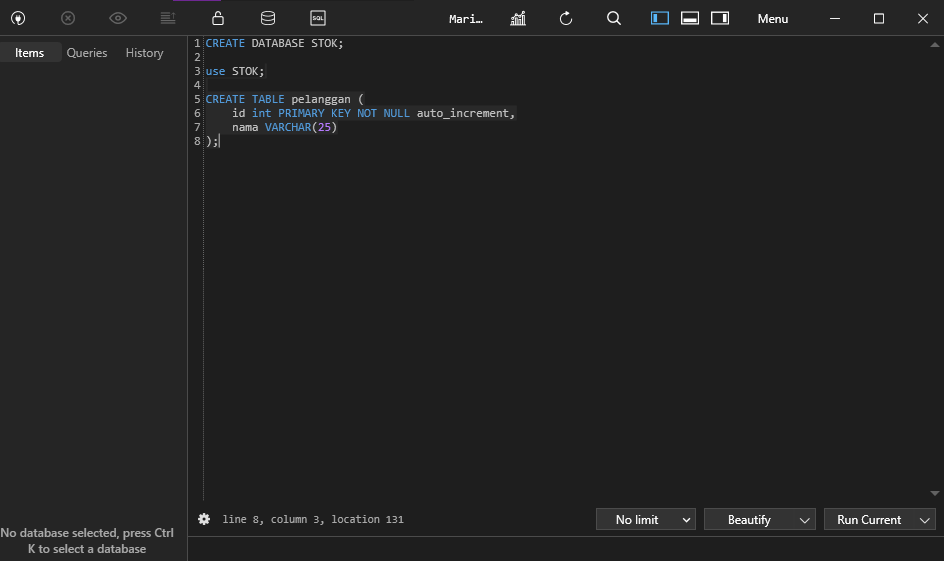 SQL
Mari...
Menu
Items
Queries
History
1 CREATE DATABASE STOK;
2
3 use STOK;
4
5 CREATE TABLE pelanggan (
6 id int PRIMARY KEY NOT NULL auto_increment,
7 nama VARCHAR(25)
8 );
No database selected, press Ctrl
K to select a database
line 8, column 3, location 131
No limit
Beautify
Run Current